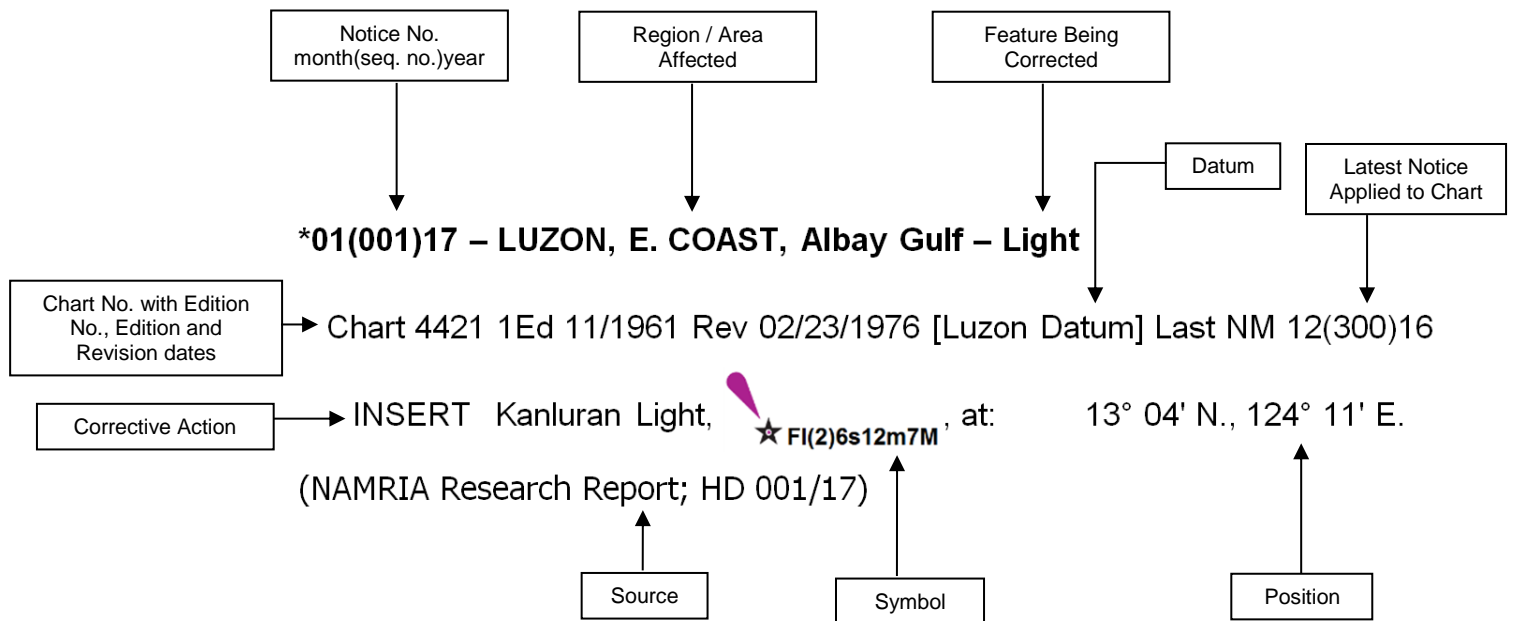 Notice No.
month(seq. no.)year
Region / Area
Affected
Feature Being
Corrected
Datum
Latest Notice
Applied to Chart
*01(001)17 – LUZON, E. COAST, Albay Gulf – Light
Chart No. with Edition
No., Edition and
Revision dates
Chart 4421 1Ed 11/1961 Rev 02/23/1976 [Luzon Datum] Last NM 12(300)16
Corrective Action
INSERT Kanluran Light, Fl(2)6s12m7M , at: 13° 04' N., 124° 11' E.
(NAMRIA Research Report; HD 001/17)
Source
Symbol
Position